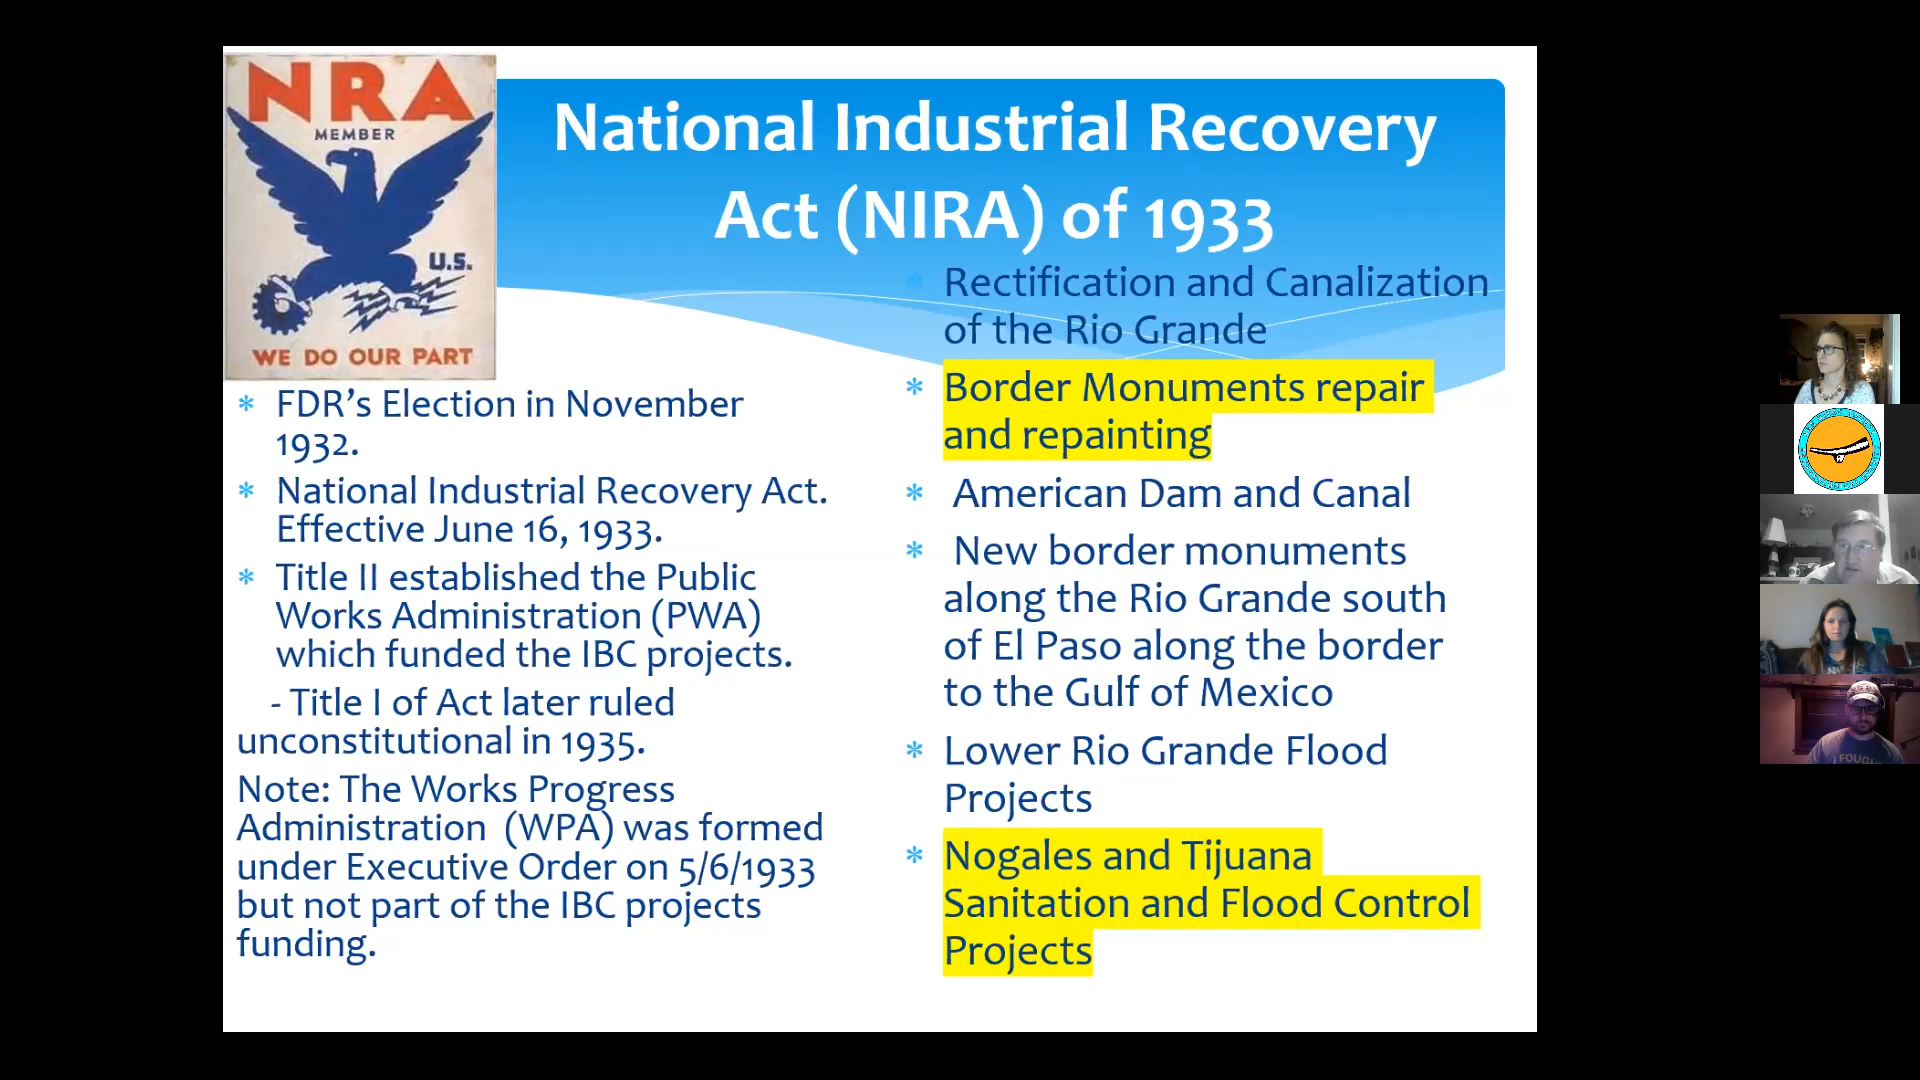 NRA
MEMBER
U.S.
WE DO OUR PART
National Industrial Recovery
Act (NIRA) of 1933
* FDR’s Election in November
1932.
* National Industrial Recovery Act.
Effective June 16, 1933.
* Title II established the Public
Works Administration (PWA)
which funded the IBC projects.
- Title I of Act later ruled
unconstitutional in 1935.
Note: The Works Progress
Administration (WPA) was formed
under Executive Order on 5/6/1933
but not part of the IBC projects
funding.
* Rectification and Canalization
of the Rio Grande
* Border Monuments repair
and repainting
* American Dam and Canal
* New border monuments
along the Rio Grande south
of El Paso along the border
to the Gulf of Mexico
* Lower Rio Grande Flood
Projects
* Nogales and Tijuana
Sanitation and Flood Control
Projects
I FOUGHT